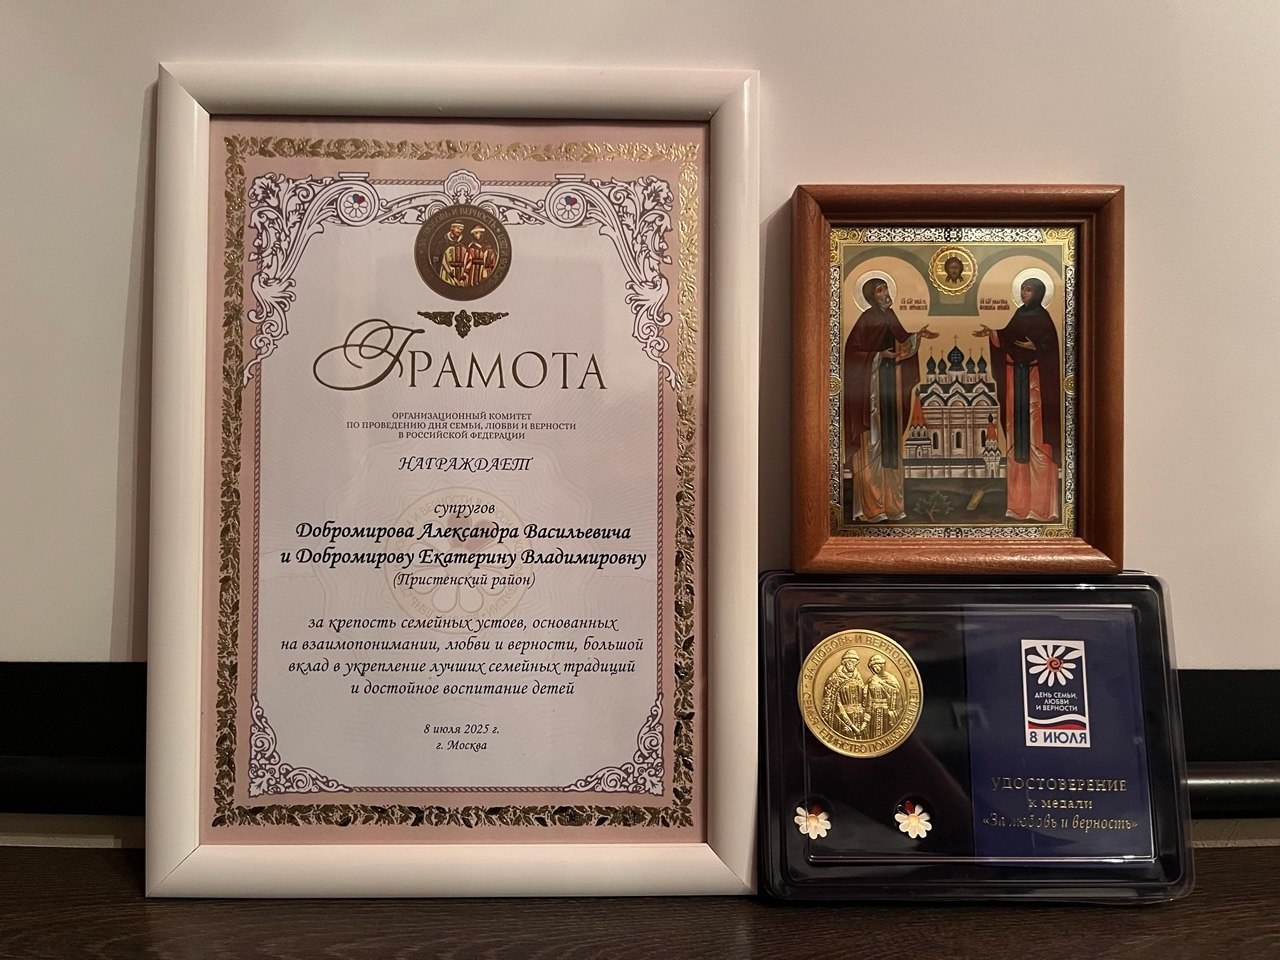 ЗА ЛЮБОВЬ И ВЕРНОСТЬ
ГРАМОТА
ОРГАНИЗАЦИОННЫЙ КОМИТЕТ
ПО ПРОВЕДЕНИЮ ДНЯ СЕМЬИ, ЛЮБВИ И ВЕРНОСТИ
В РОССИЙСКОЙ ФЕДЕРАЦИИ
НАГРАЖДАЕТ
супругов
Добромирова Александра Васильевича
и Добромирову Екатерину Владимировну
(Пристенский район)
за крепость семейных устоев, основанных
на взаимопонимании, любви и верности, большой
вклад в укрепление лучших семейных традиций
и достойное воспитание детей
8 июля 2025 г.
г. Москва
ЗА ЛЮБОВЬ И ВЕРНОСТЬ
ДЕНЬ СЕМЬИ,
ЛЮБВИ
И ВЕРНОСТИ
8 ИЮЛЯ
УДОСТОВЕРЕНИЕ
к медали
«За любовь и верность»